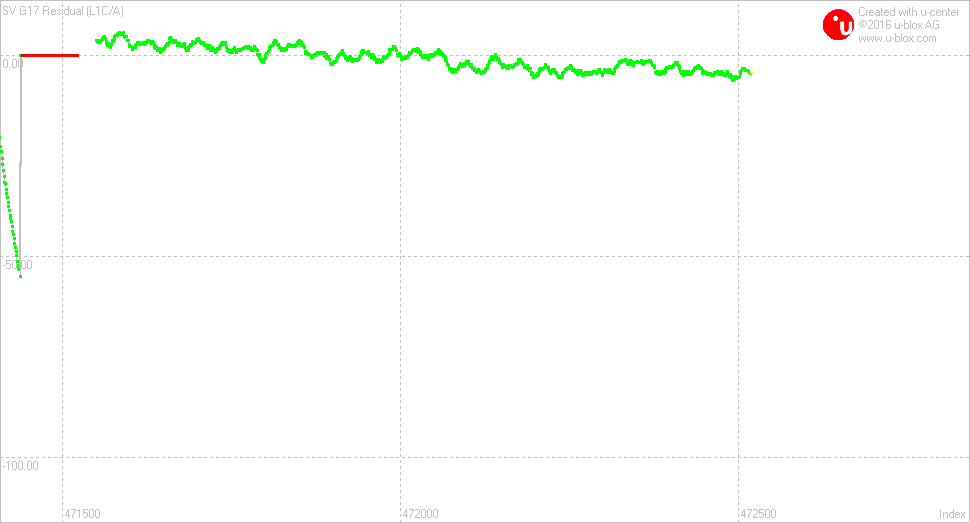 SV G17 Residual (L1C/A)
Created with u-center
©2016 u-blox AG
www.u-blox.com
u
0.00
-50.00
-100.00
471500
472000
472500
Index